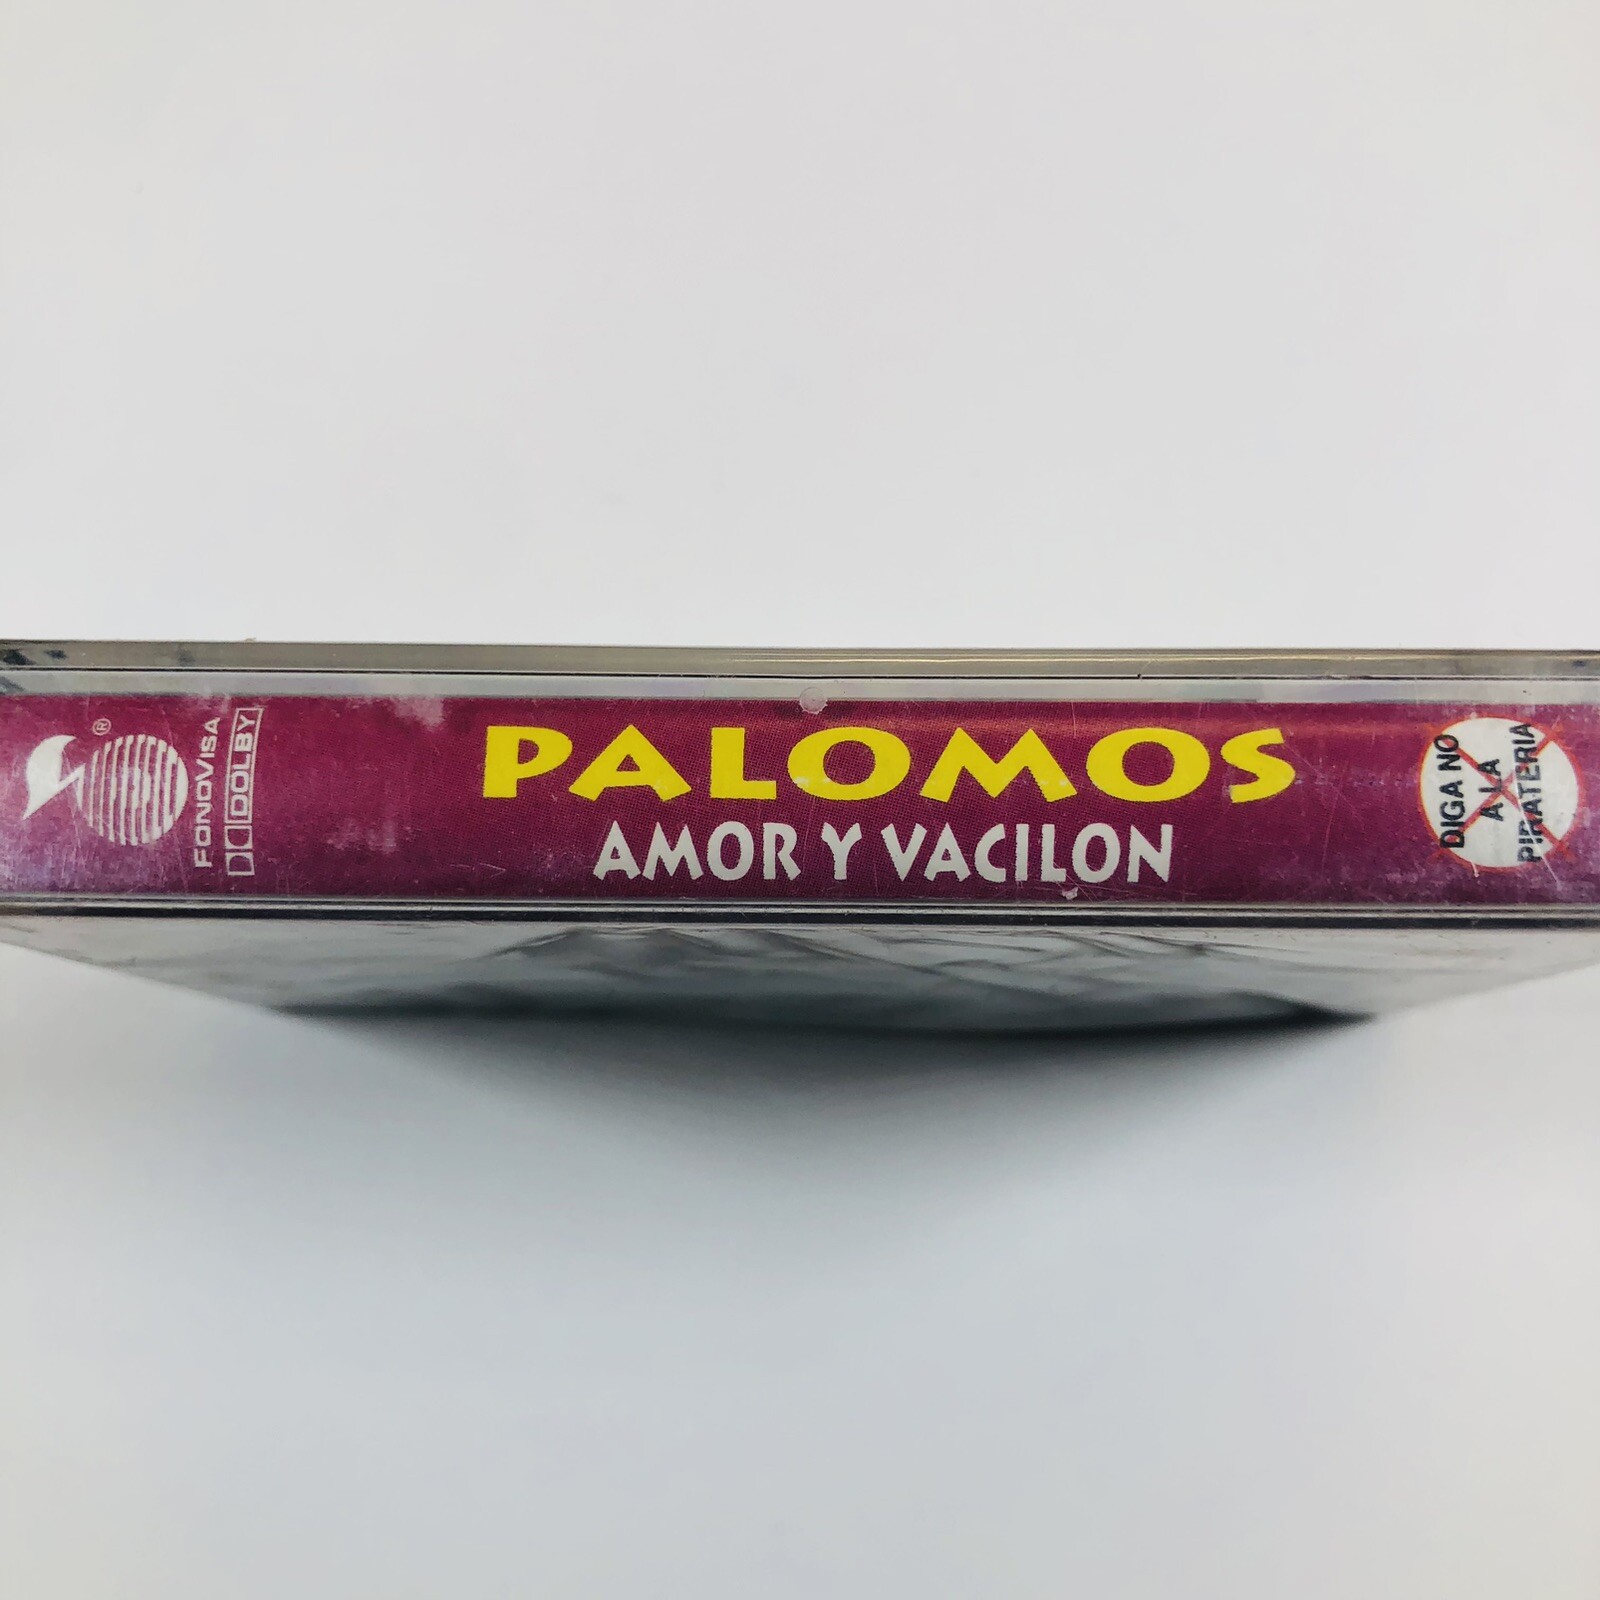 ®
FONOVISA
DOLBY
PALOMOS
AMOR Y VACILON
DIGA NO
A LA
PIRATERIA